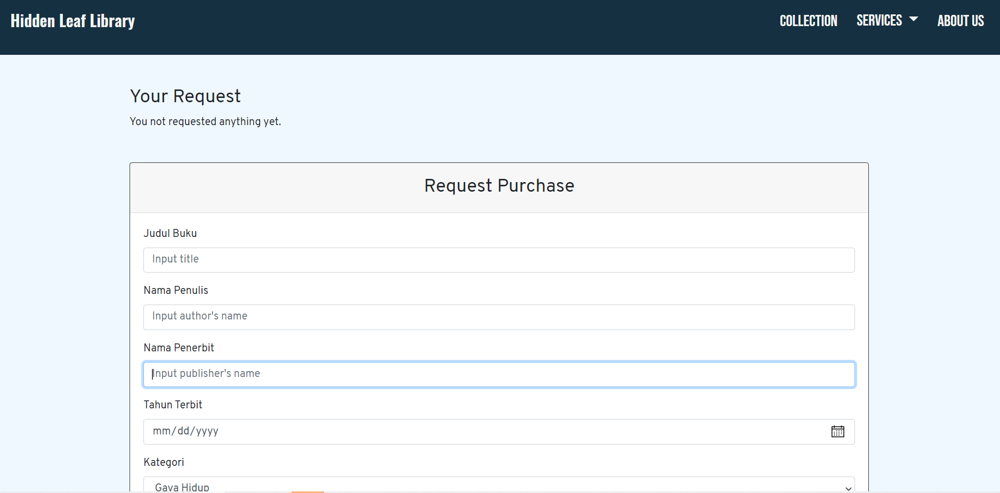 Hidden Leaf Library
COLLECTION
SERVICES
ABOUT US
Your Request
You not requested anything yet.
Request Purchase
Judul Buku
Input title
Nama Penulis
Input author's name
Nama Penerbit
Input publisher's name
Tahun Terbit
mm/dd/yyyy
Kategori
Gaya Hidup